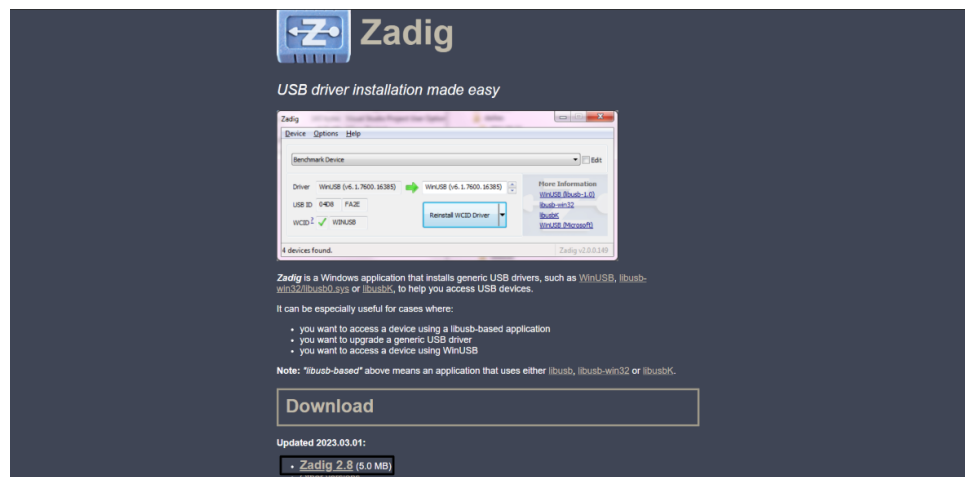 Zadig
USB driver installation made easy
Zadig
Device Options Help
Benchmark Device
Edit
Driver WinUSB (v6.1.7600.16385) WinUSB (v6.1.7600.16385)
More Information
WinUSB (libusb-1.0)
libusb-win32
libusbK
WinUSB (Microsoft)
USB ID 04D8 FA2E
WCID ? WINUSB
Reinstall WCID Driver
4 devices found.
Zadig v2.0.0.149
Zadig is a Windows application that installs generic USB drivers, such as WinUSB, libusb-
win32/libusb0.sys or libusbK, to help you access USB devices.
It can be especially useful for cases where:
• you want to access a device using a libusb-based application
• you want to upgrade a generic USB driver
• you want to access a device using WinUSB
Note: "libusb-based" above means an application that uses either libusb, libusb-win32 or libusbK.
Download
Updated 2023.03.01:
• Zadig 2.8 (5.0 MB)